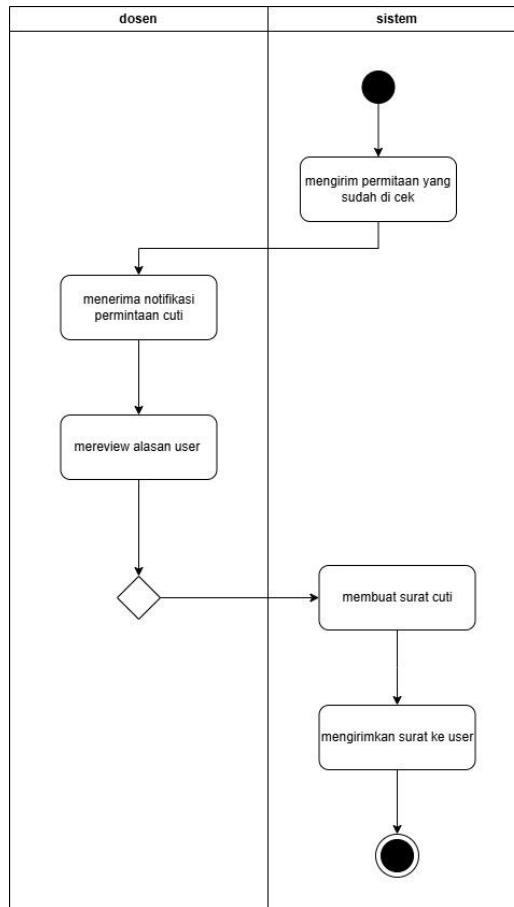 dosen
sistem
mengirim permitaan yang
sudah di cek
menerima notifikasi
permintaan cuti
mereview alasan user
membuat surat cuti
mengirimkan surat ke user